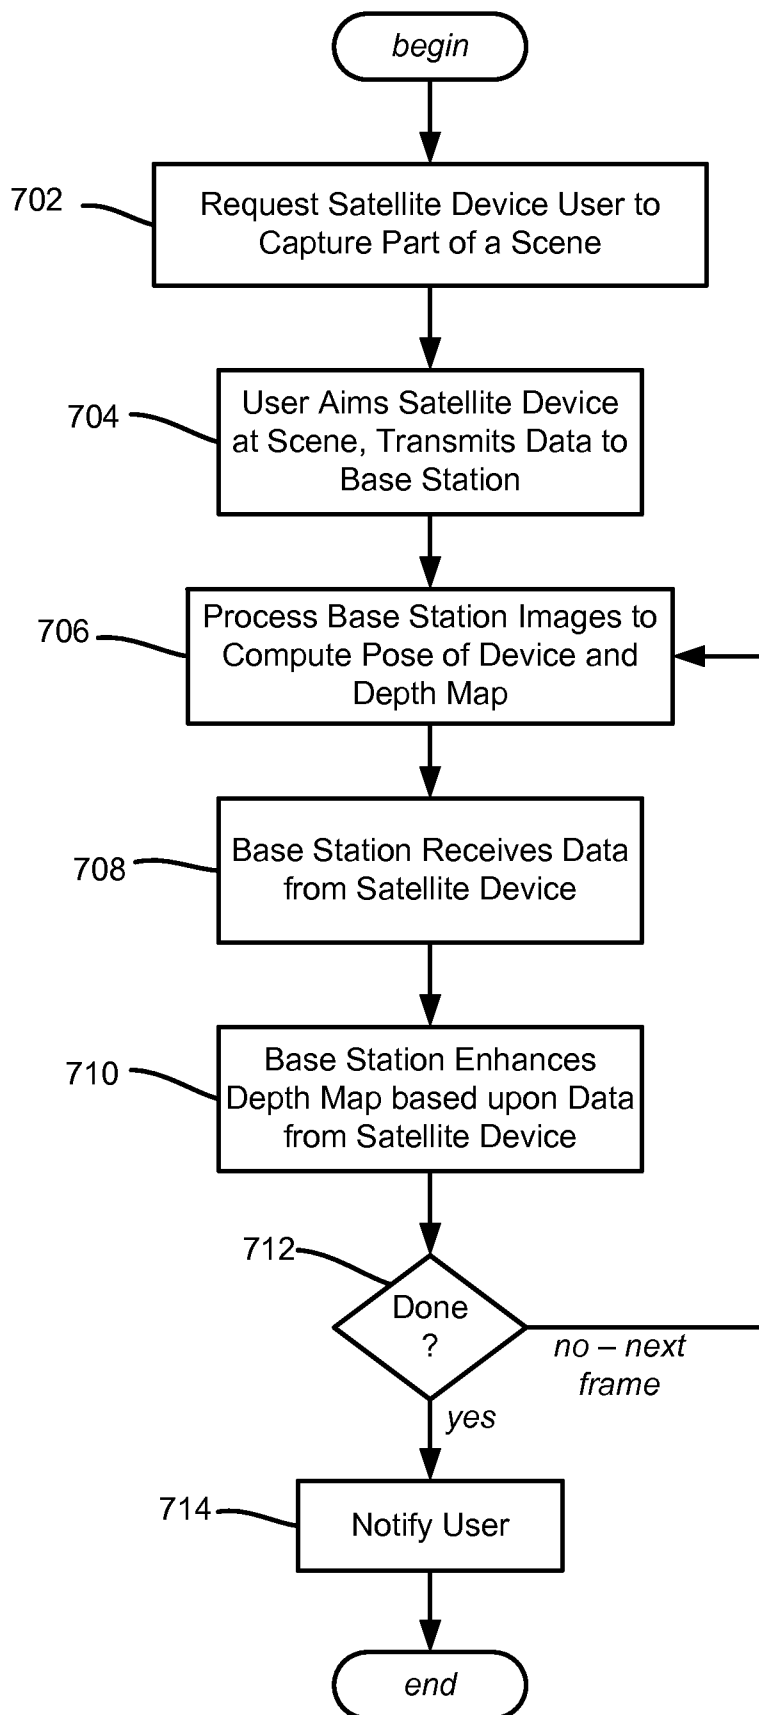 begin
702
Request Satellite Device User to
Capture Part of a Scene
704
User Aims Satellite Device
at Scene, Transmits Data to
Base Station
706
Process Base Station Images to
Compute Pose of Device and
Depth Map
708
Base Station Receives Data
from Satellite Device
710
Base Station Enhances
Depth Map based upon Data
from Satellite Device
712
Done
?
no – next
frame
yes
714
Notify User
end